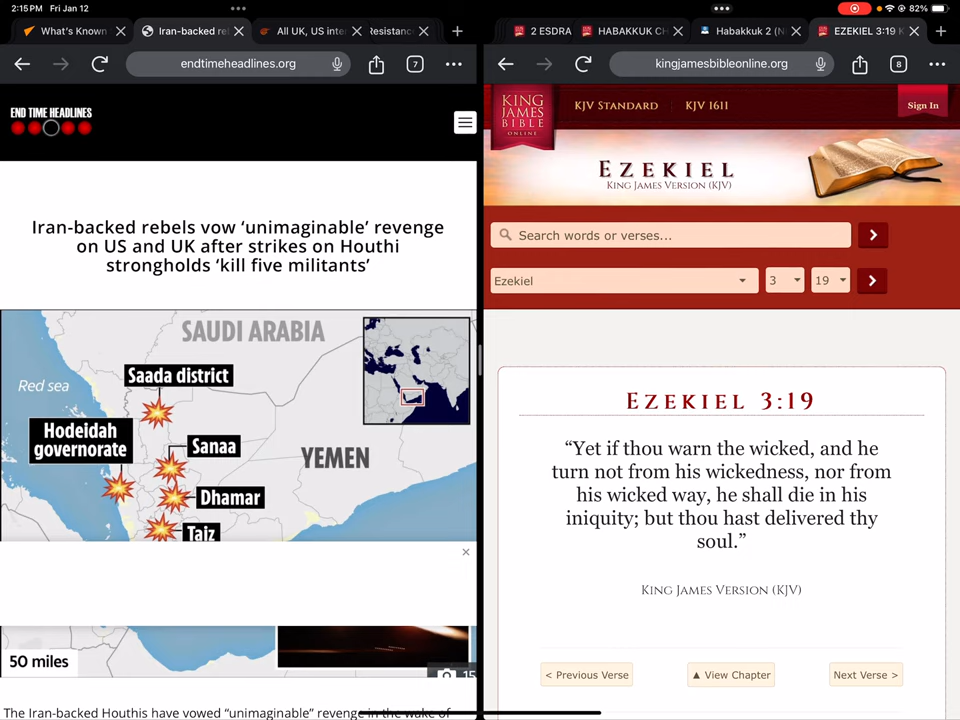 2:15 PM Fri Jan 12
82%
What's Known
Iran-backed rel
All UK, US inte
Resistanc
endtimeheadlines.org
7
END TIME HEADLINES
Iran-backed rebels vow ‘unimaginable’ revenge
on US and UK after strikes on Houthi
strongholds ‘kill five militants’
SAUDI ARABIA
Red sea
Saada district
Hodeidah
governorate
Sanaa
YEMEN
Dhamar
Taiz
50 miles
15
The Iran-backed Houthis have vowed “unimaginable” revenge in the wake of
2 ESDRA
HABAKKUK CH
Habakkuk 2 (N
EZEKIEL 3:19 K
kingjamesbibleonline.org
8
KING
JAMES
BIBLE
ONLINE
KJV STANDARD
KJV 1611
Sign In
EZEKIEL
KING JAMES VERSION (KJV)
Search words or verses...
Ezekiel
3
19
EZEKIEL 3:19
“Yet if thou warn the wicked, and he
turn not from his wickedness, nor from
his wicked way, he shall die in his
iniquity; but thou hast delivered thy
soul.”
KING JAMES VERSION (KJV)
< Previous Verse
▲ View Chapter
Next Verse >